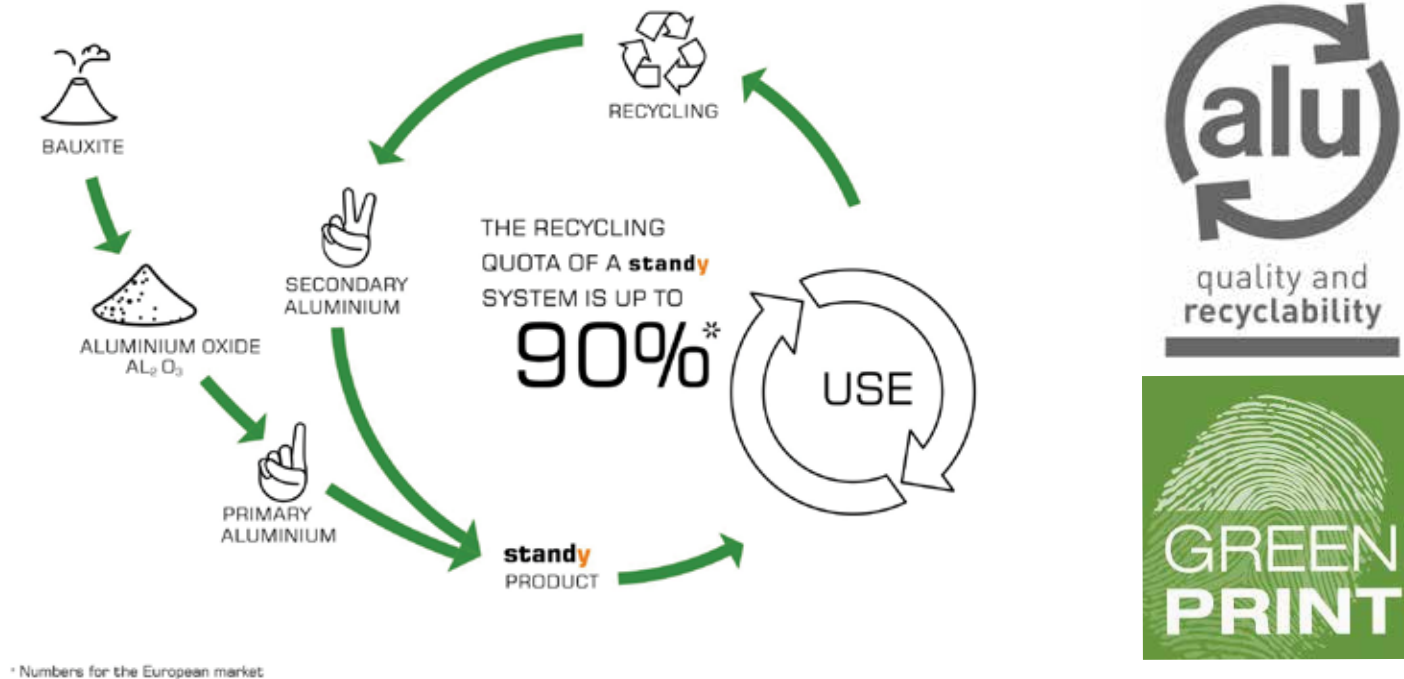 BAUXITE
ALUMINIUM OXIDE
AL₂ O₃
PRIMARY
ALUMINIUM
SECONDARY
ALUMINIUM
RECYCLING
THE RECYCLING
QUOTA OF A standy
SYSTEM IS UP TO
90%*
USE
standy
PRODUCT
* Numbers for the European market
alu
quality and
recyclability
GREEN
PRINT